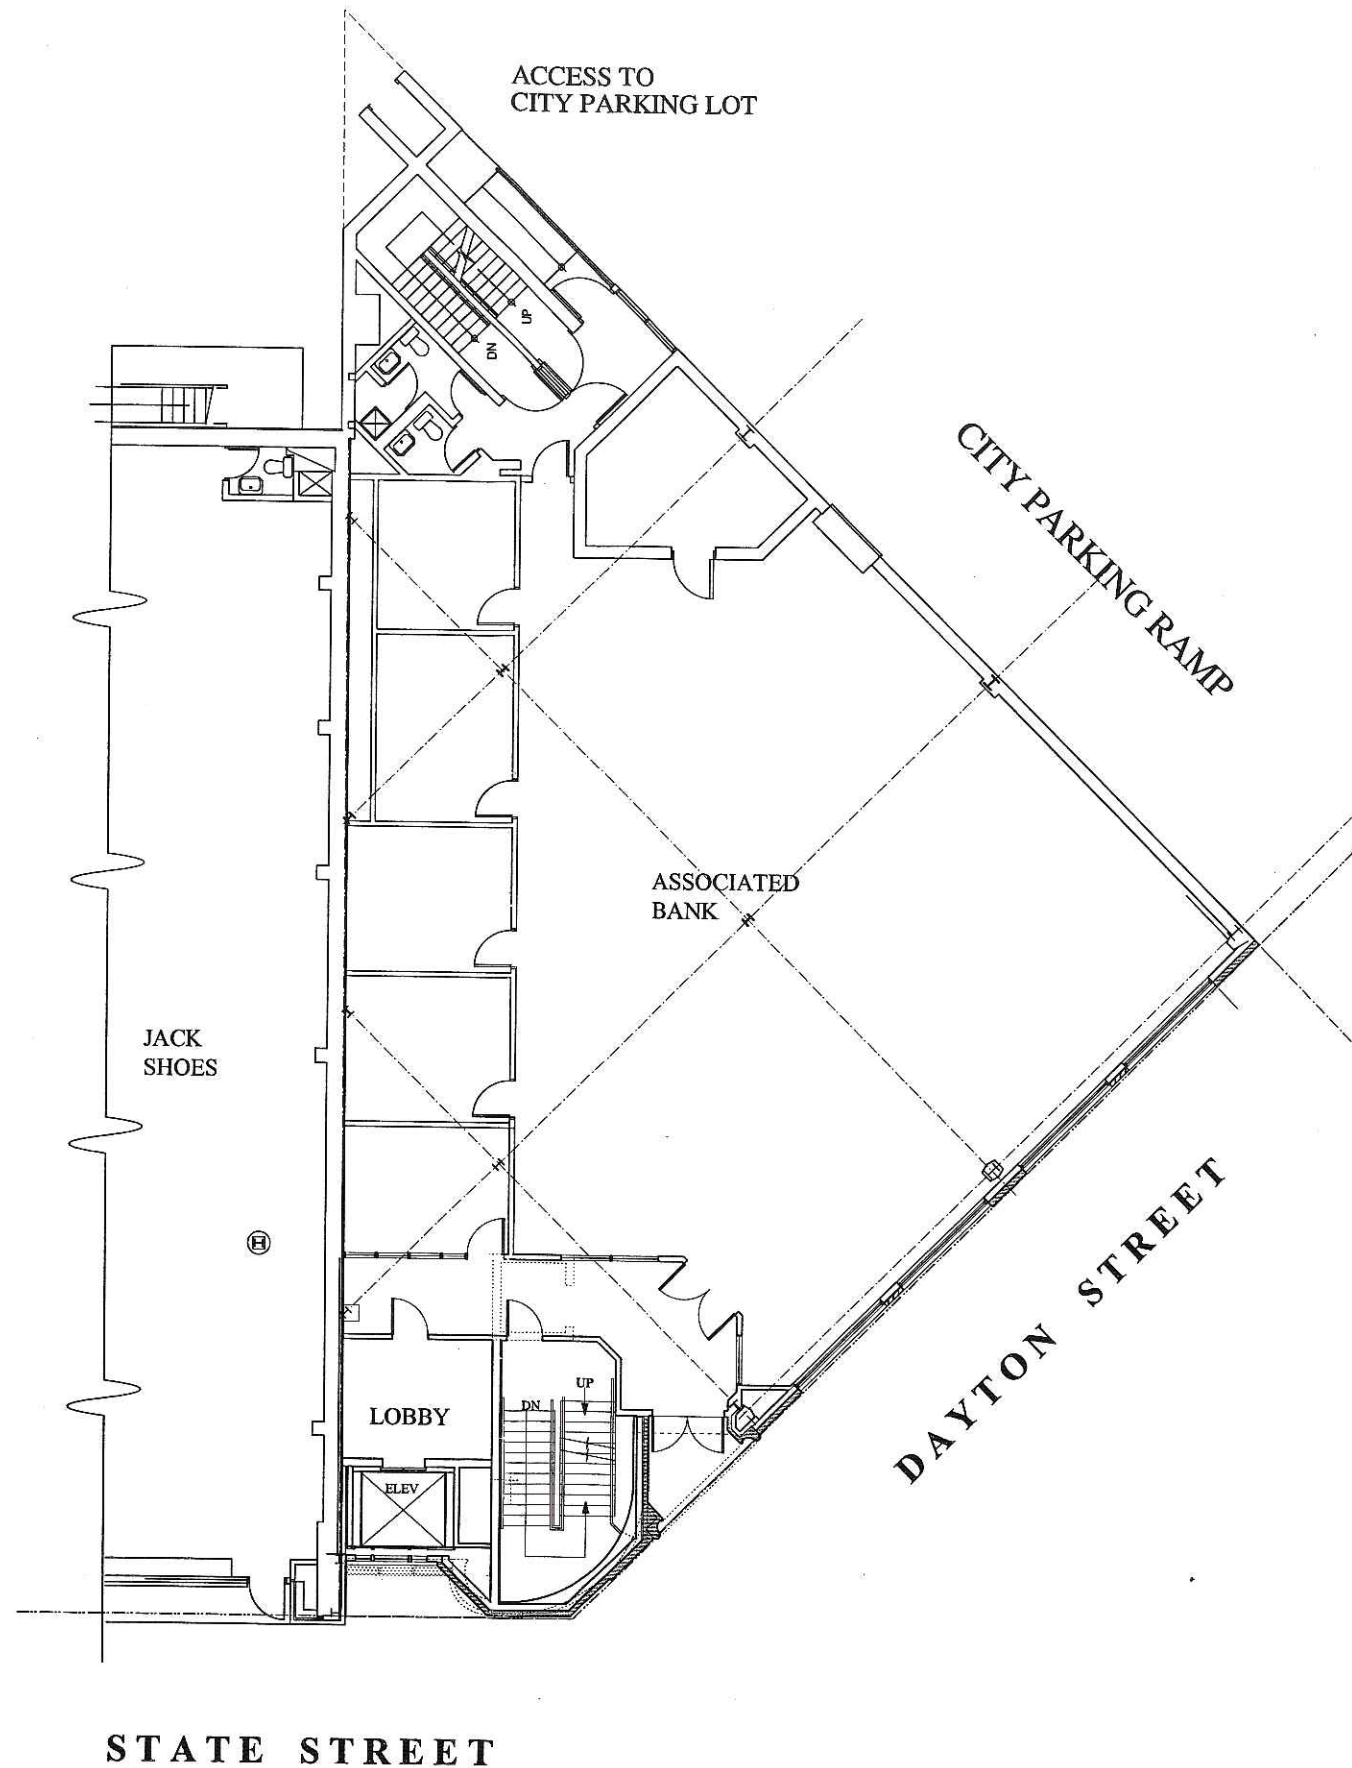 ACCESS TO
CITY PARKING LOT
UP
DN
CITY PARKING RAMP
ASSOCIATED
BANK
JACK
SHOES
DAYTON STREET
UP
DN
LOBBY
ELEV
STATE STREET